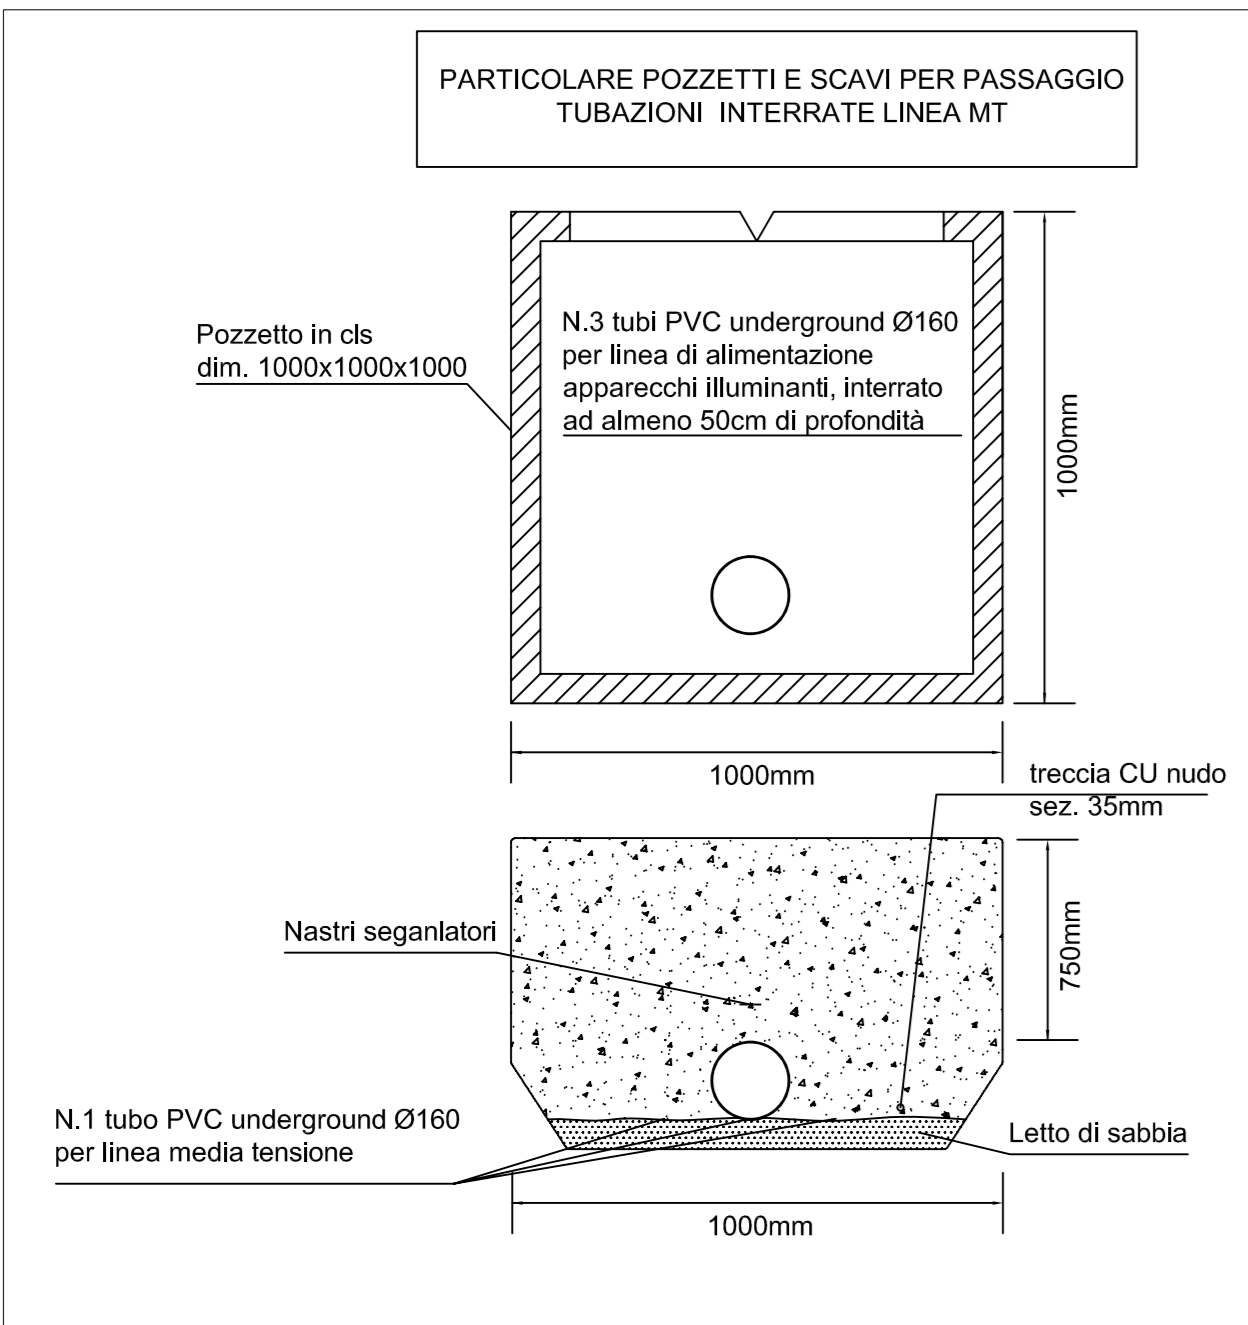 PARTICOLARE POZZETTI E SCAVI PER PASSAGGIO
TUBAZIONI INTERRATE LINEA MT
Pozzetto in cls
dim. 1000x1000x1000
N.3 tubi PVC underground Ø160
per linea di alimentazione
apparecchi illuminanti, interrato
ad almeno 50cm di profondità
1000mm
1000mm
treccia CU nudo
sez. 35mm
Nastri seganlatori
750mm
N.1 tubo PVC underground Ø160
per linea media tensione
Letto di sabbia
1000mm